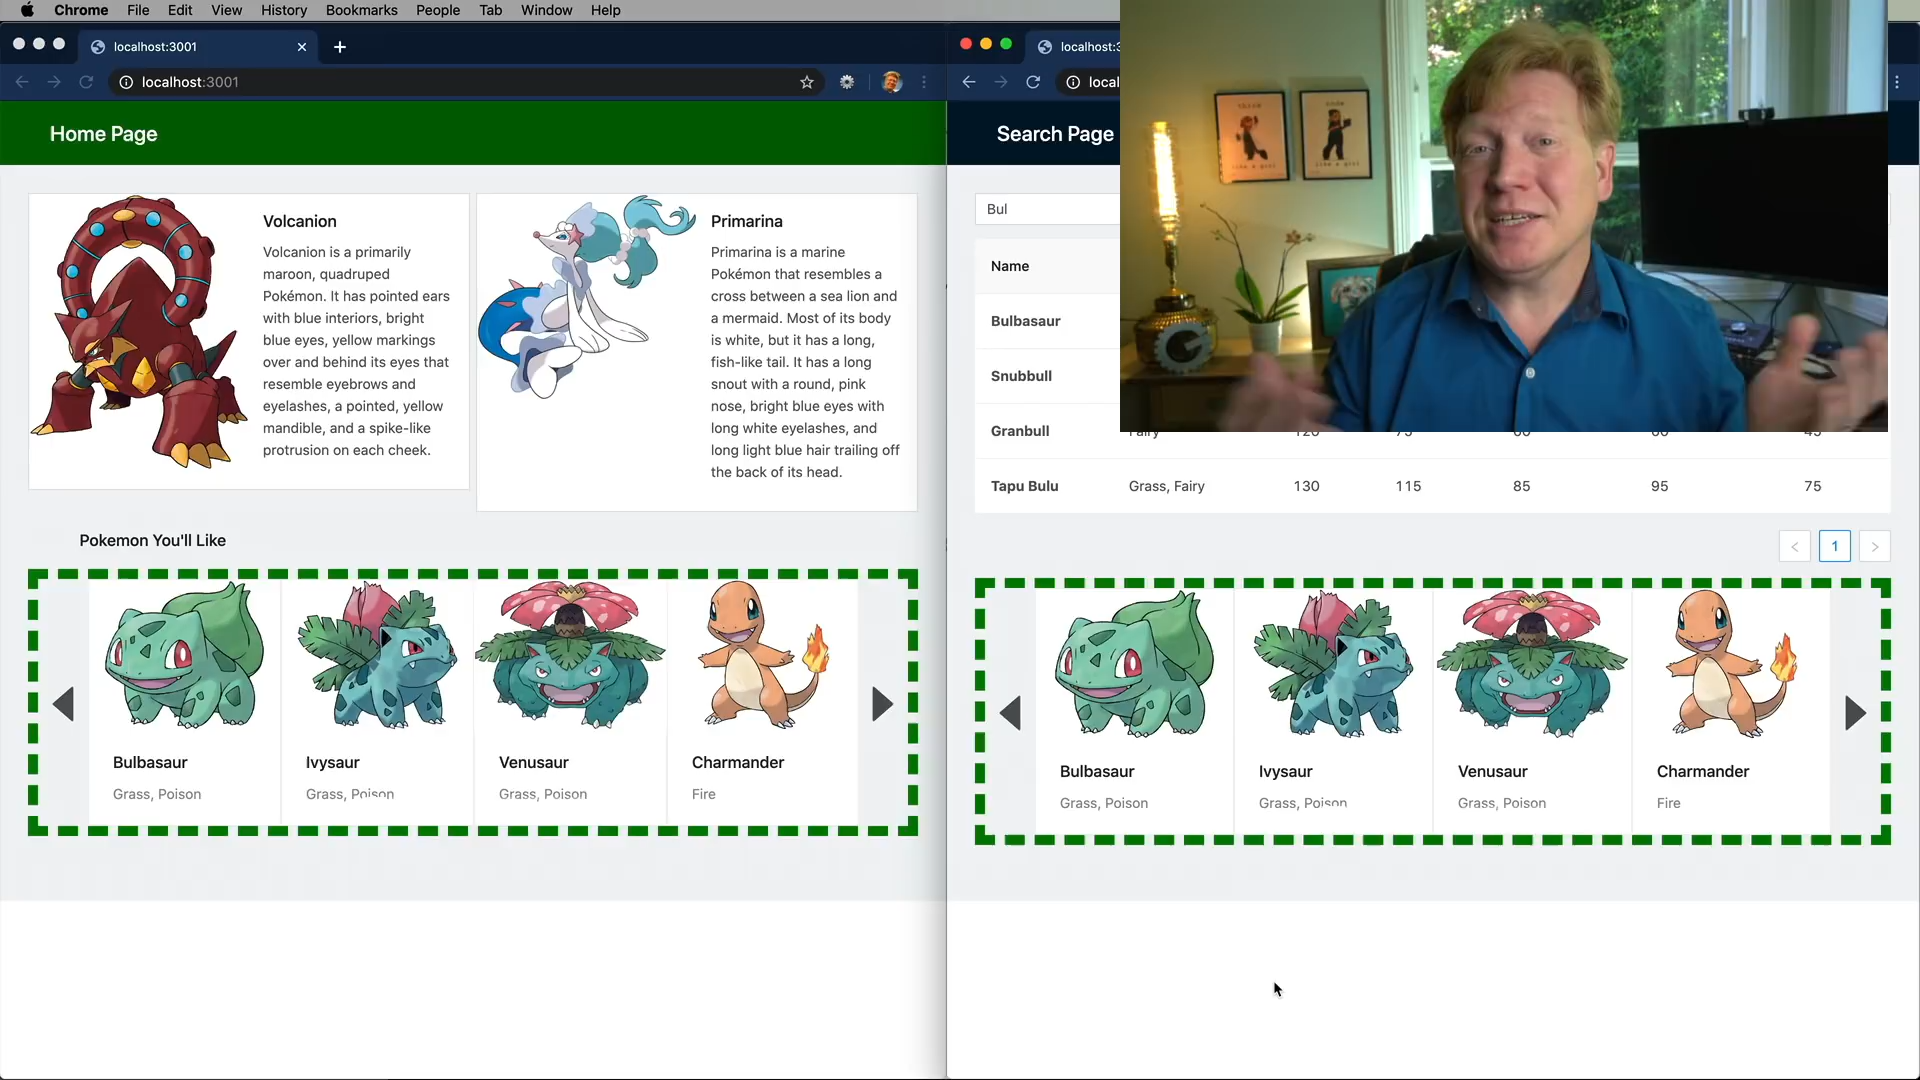 Chrome File Edit View History Bookmarks People Tab Window Help
localhost:3001
localhost:3001
Home Page
Volcanion
Volcanion is a primarily
maroon, quadruped
Pokémon. It has pointed ears
with blue interiors, bright
blue eyes, yellow markings
over and behind its eyes that
resemble eyebrows and
eyelashes, a pointed, yellow
mandible, and a spike-like
protrusion on each cheek.
Primarina
Primarina is a marine
Pokémon that resembles a
cross between a sea lion and
a mermaid. Most of its body
is white, but it has a long,
fish-like tail. It has a long
snout with a round, pink
nose, bright blue eyes with
long white eyelashes, and
long light blue hair trailing off
the back of its head.
Pokemon You'll Like
Bulbasaur
Grass, Poison
Ivysaur
Grass, Poison
Venusaur
Grass, Poison
Charmander
Fire
localhost:3
local
Search Page
Bul
Name
Bulbasaur
Snubbull
Granbull
Tapu Bulu Grass, Fairy 130 115 85 95 75
1
Bulbasaur
Grass, Poison
Ivysaur
Grass, Poison
Venusaur
Grass, Poison
Charmander
Fire
like a girl
like a girl